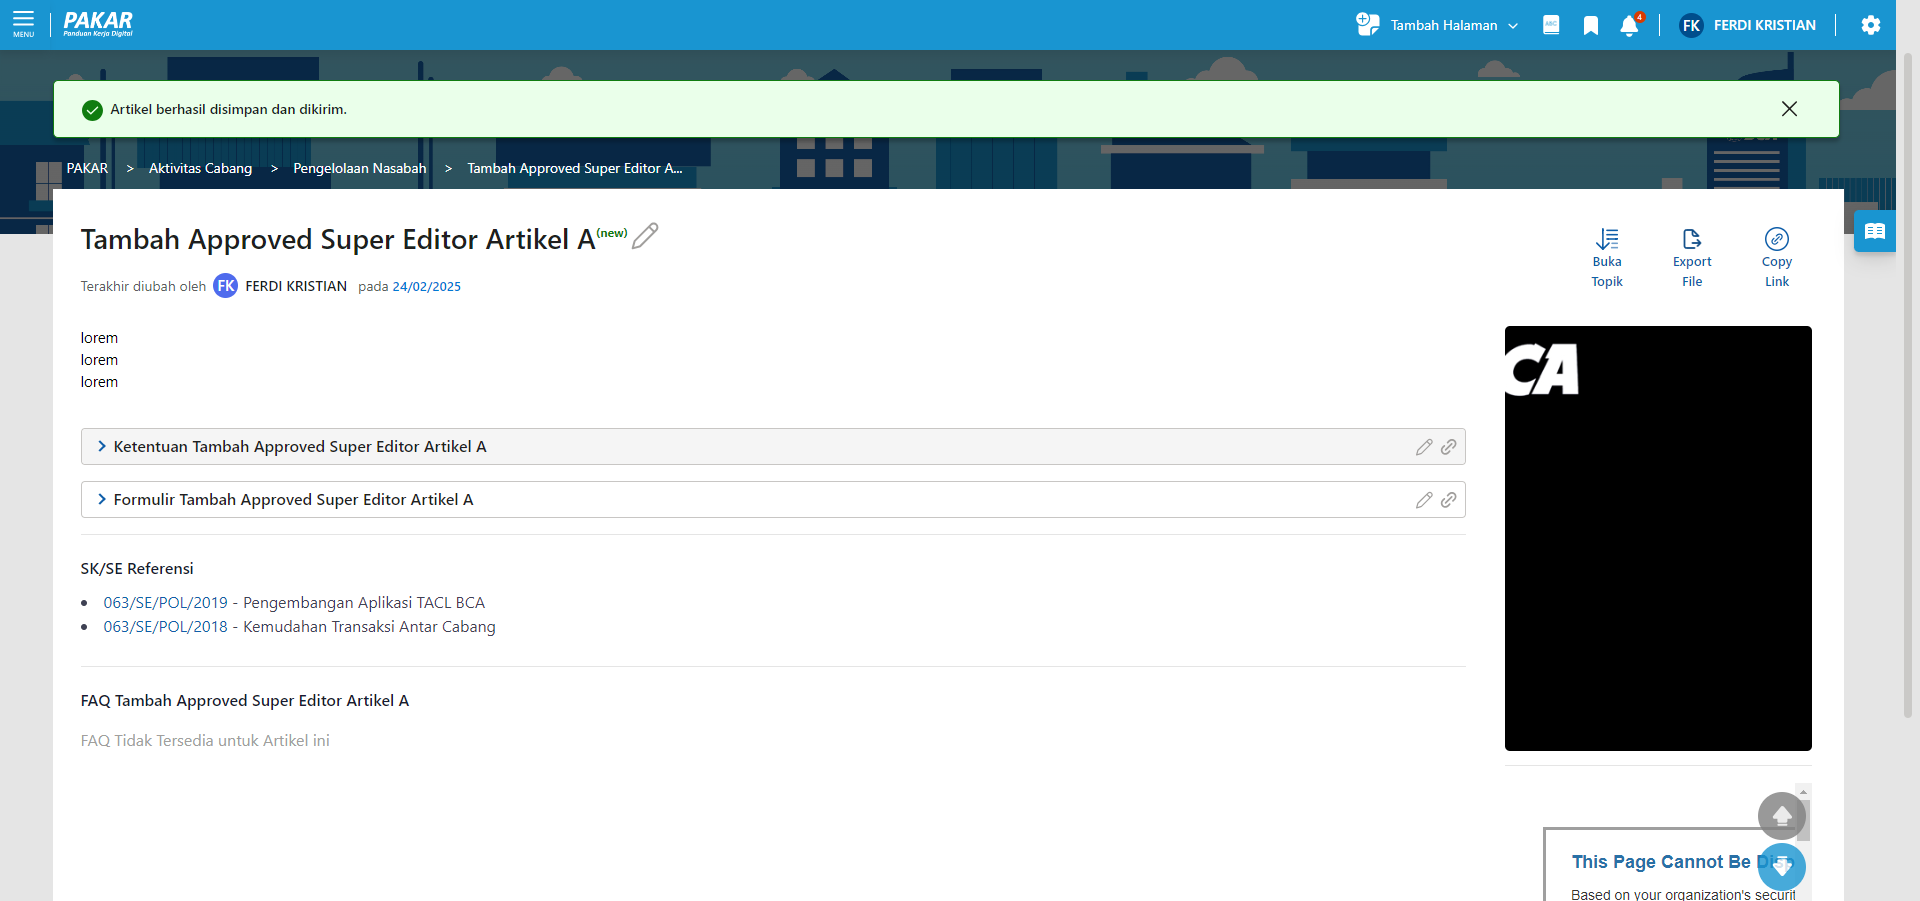 MENU
PAKAR
Panduan Kerja Digital
Tambah Halaman
ABC
4
FK
FERDI KRISTIAN
Artikel berhasil disimpan dan dikirim.
PAKAR > Aktivitas Cabang > Pengelolaan Nasabah > Tambah Approved Super Editor A...
Tambah Approved Super Editor Artikel A(new)
Terakhir diubah oleh FK FERDI KRISTIAN pada 24/02/2025
Buka Topik
Export File
Copy Link
lorem
lorem
lorem
CA
Ketentuan Tambah Approved Super Editor Artikel A
Formulir Tambah Approved Super Editor Artikel A
SK/SE Referensi
• 063/SE/POL/2019 - Pengembangan Aplikasi TACL BCA
• 063/SE/POL/2018 - Kemudahan Transaksi Antar Cabang
FAQ Tambah Approved Super Editor Artikel A
FAQ Tidak Tersedia untuk Artikel ini
This Page Cannot Be
Based on your organization's